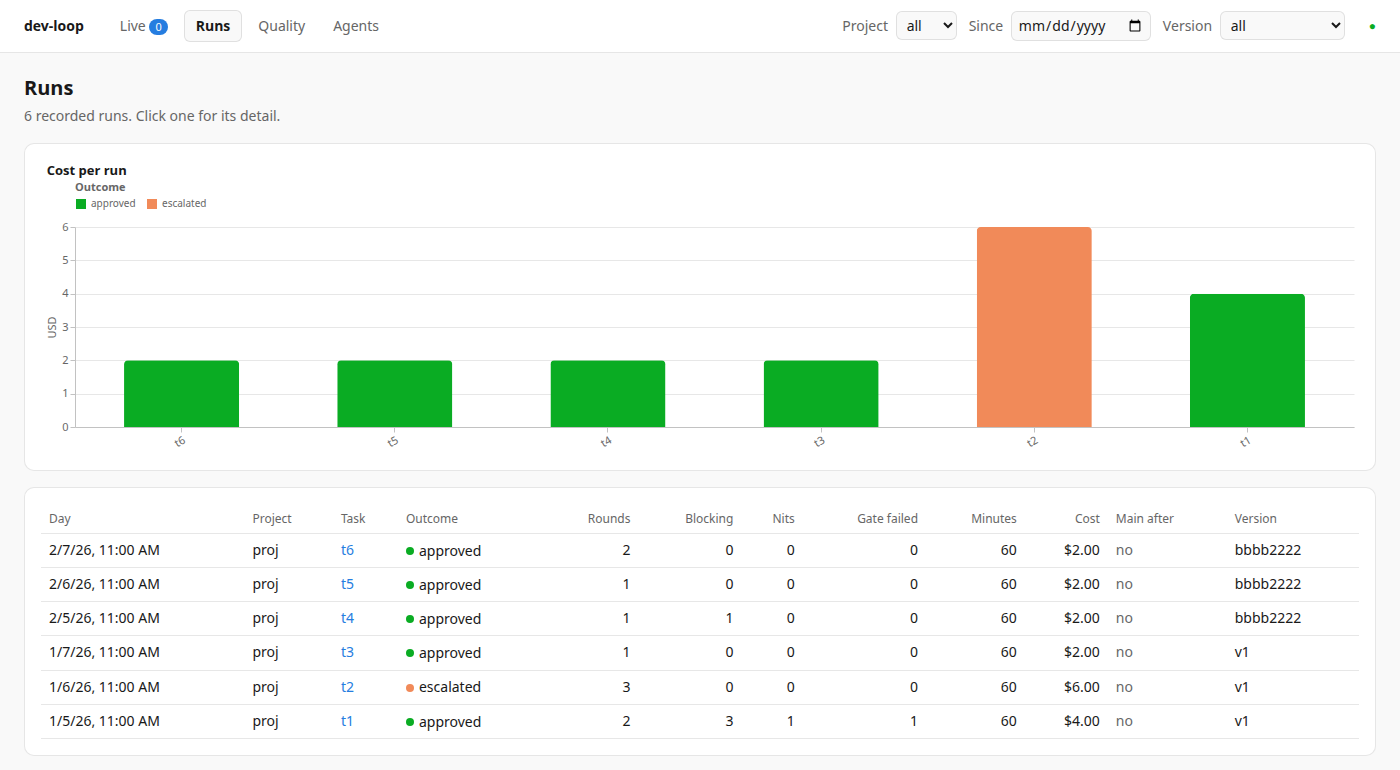 dev-loop Live 0 Runs Quality Agents Project all Since mm/dd/yyyy Version all
Runs
6 recorded runs. Click one for its detail.
Cost per run
Outcome
approved escalated
6
5
4
3
2
1
0
USD
t6 t5 t4 t3 t2 t1
Day Project Task Outcome Rounds Blocking Nits Gate failed Minutes Cost Main after Version
2/7/26, 11:00 AM proj t6 approved 2 0 0 0 60 $2.00 no bbbb2222
2/6/26, 11:00 AM proj t5 approved 1 0 0 0 60 $2.00 no bbbb2222
2/5/26, 11:00 AM proj t4 approved 1 1 0 0 60 $2.00 no bbbb2222
1/7/26, 11:00 AM proj t3 approved 1 0 0 0 60 $2.00 no v1
1/6/26, 11:00 AM proj t2 escalated 3 0 0 0 60 $6.00 no v1
1/5/26, 11:00 AM proj t1 approved 2 3 1 1 60 $4.00 no v1